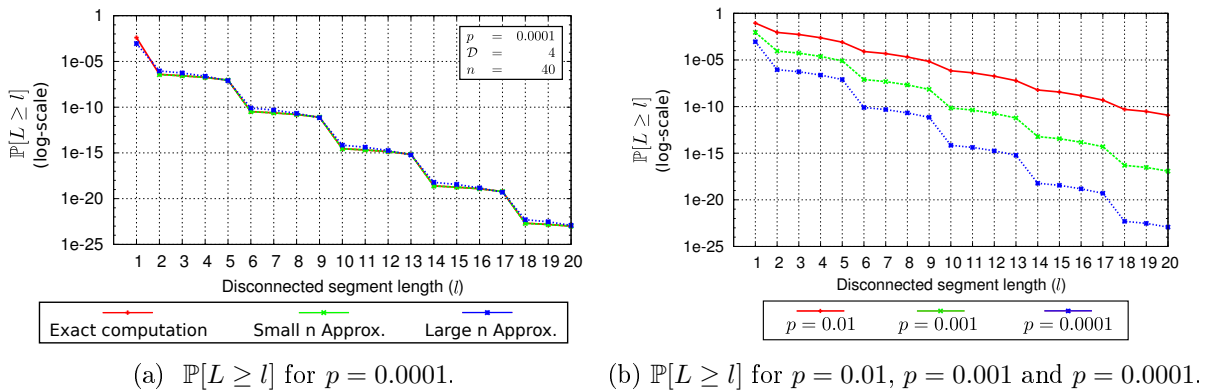 1
1e-05
1e-10
1e-15
1e-20
1e-25
ℙ[L ≥ l]
(log-scale)
p = 0.0001
𝒟 = 4
n = 40
1 2 3 4 5 6 7 8 9 10 11 12 13 14 15 16 17 18 19 20
Disconnected segment length (l)
Exact computation Small n Approx. Large n Approx.
(a) ℙ[L ≥ l] for p = 0.0001.
1
1e-05
1e-10
1e-15
1e-20
1e-25
ℙ[L ≥ l]
(log-scale)
1 2 3 4 5 6 7 8 9 10 11 12 13 14 15 16 17 18 19 20
Disconnected segment length (l)
p = 0.01 p = 0.001 p = 0.0001
(b) ℙ[L ≥ l] for p = 0.01, p = 0.001 and p = 0.0001.